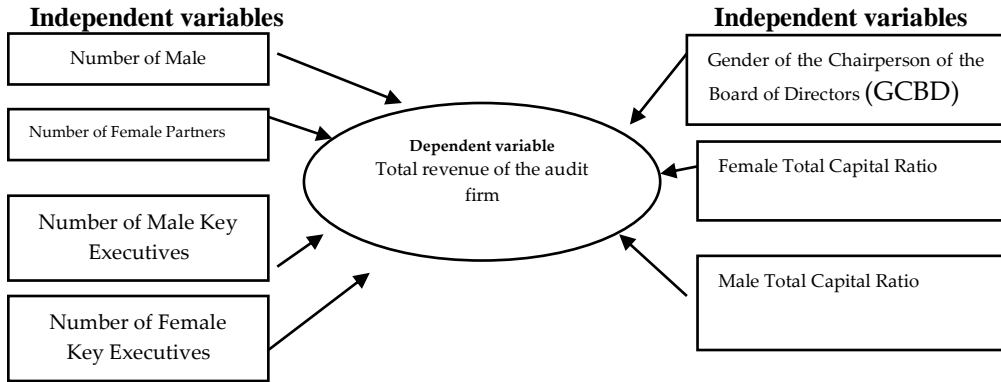 Independent variables
Number of Male
Number of Female Partners
Number of Male Key
Executives
Number of Female
Key Executives
Dependent variable
Total revenue of the audit
firm
Independent variables
Gender of the Chairperson of the
Board of Directors (GCBD)
Female Total Capital Ratio
Male Total Capital Ratio